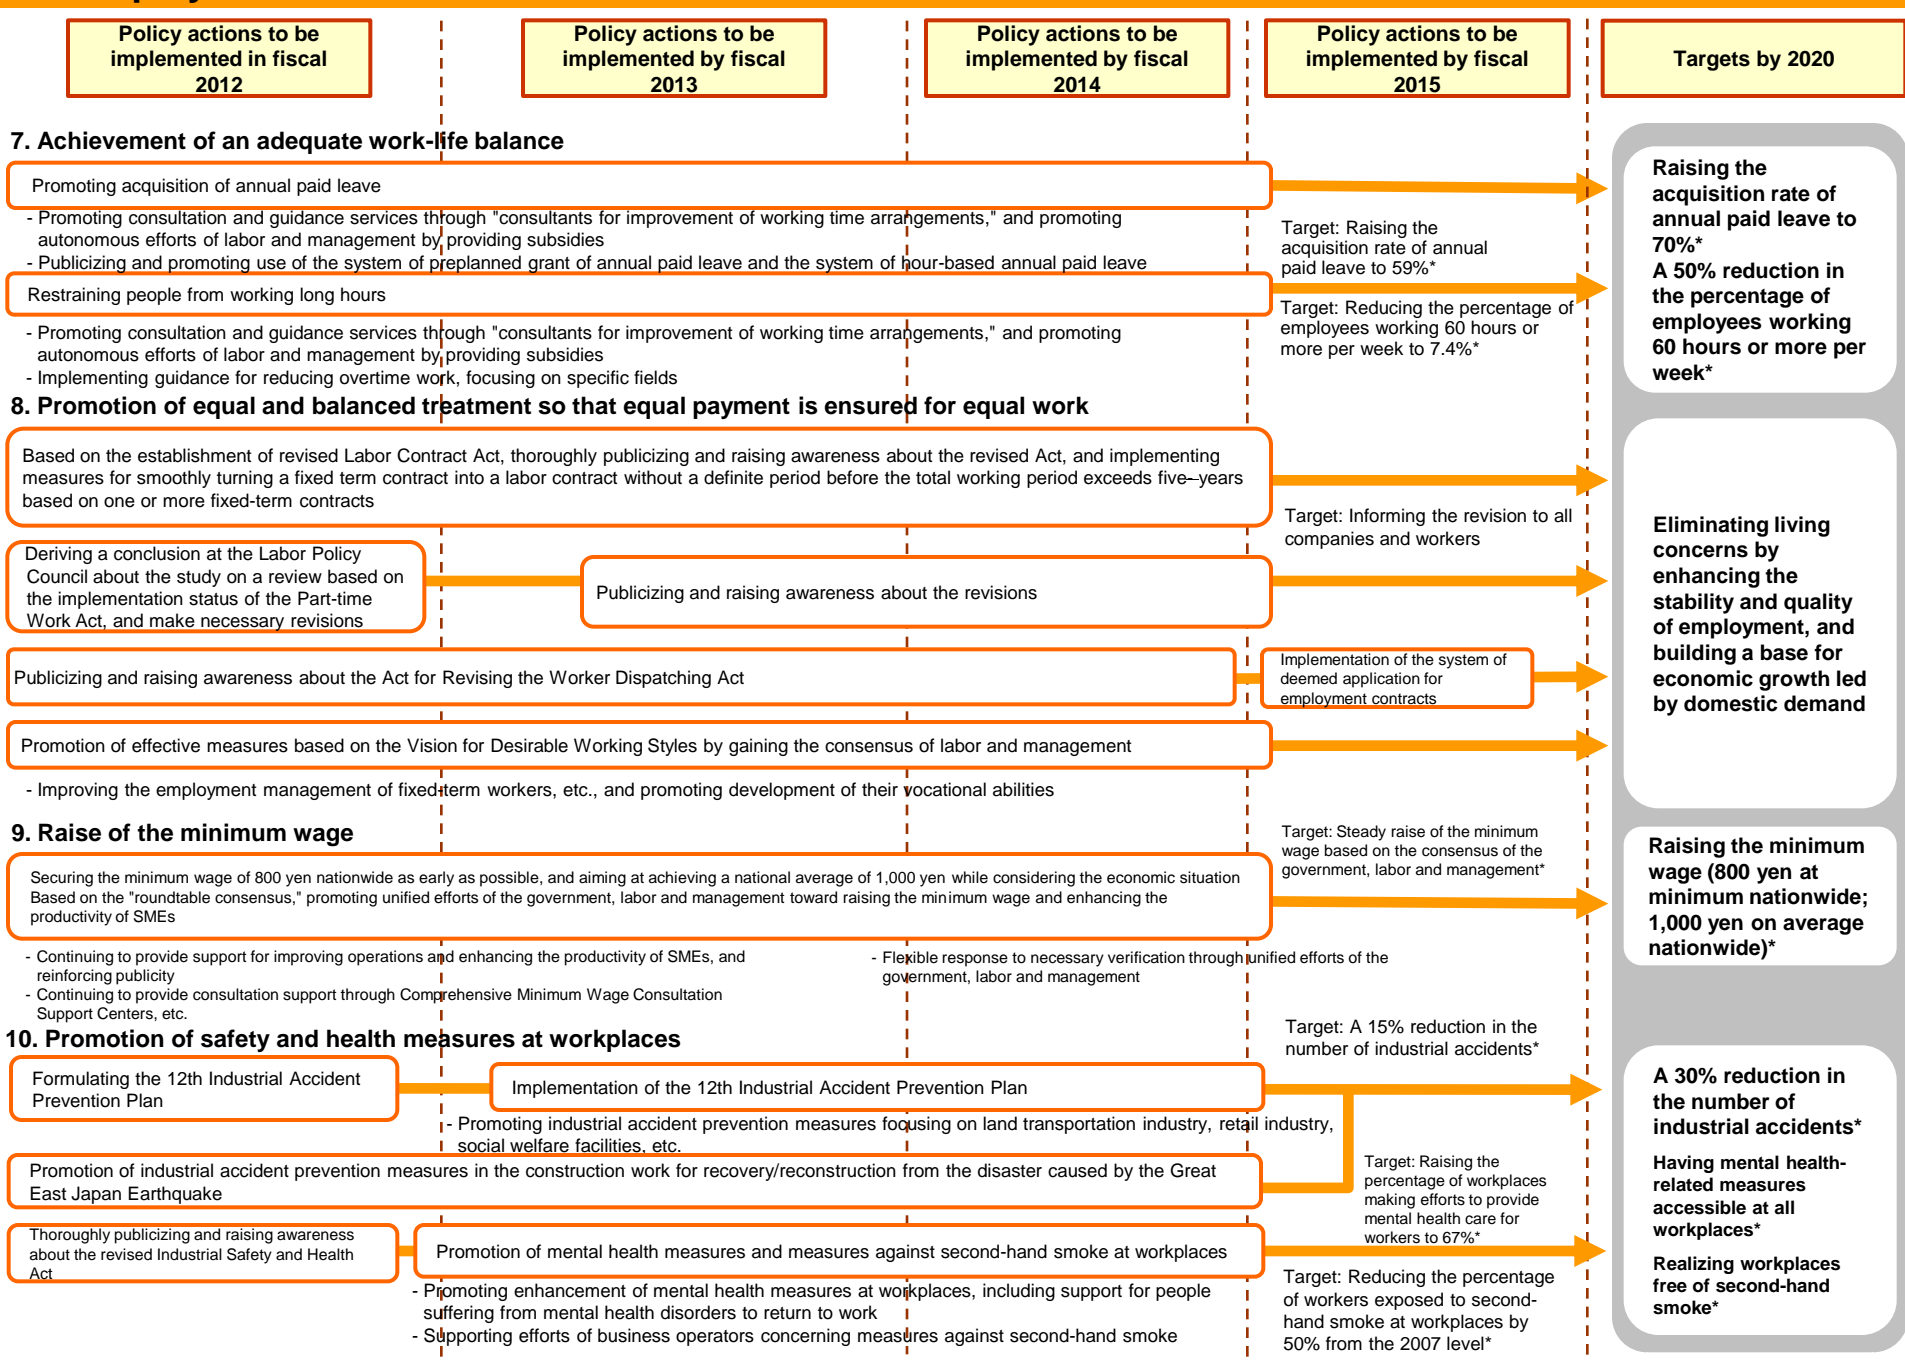 Policy actions to be
implemented in fiscal
2012
Policy actions to be
implemented by fiscal
2013
Policy actions to be
implemented by fiscal
2014
Policy actions to be
implemented by fiscal
2015
Targets by 2020
7. Achievement of an adequate work-life balance
Promoting acquisition of annual paid leave
- Promoting consultation and guidance services through "consultants for improvement of working time arrangements," and promoting
autonomous efforts of labor and management by providing subsidies
- Publicizing and promoting use of the system of preplanned grant of annual paid leave and the system of hour-based annual paid leave
Target: Raising the
acquisition rate of annual
paid leave to 59%*
Restraining people from working long hours
- Promoting consultation and guidance services through "consultants for improvement of working time arrangements," and promoting
autonomous efforts of labor and management by providing subsidies
- Implementing guidance for reducing overtime work, focusing on specific fields
Target: Reducing the percentage of
employees working 60 hours or
more per week to 7.4%*
Raising the
acquisition rate of
annual paid leave to
70%*
A 50% reduction in
the percentage of
employees working
60 hours or more per
week*
8. Promotion of equal and balanced treatment so that equal payment is ensured for equal work
Based on the establishment of revised Labor Contract Act, thoroughly publicizing and raising awareness about the revised Act, and implementing
measures for smoothly turning a fixed term contract into a labor contract without a definite period before the total working period exceeds five- years
based on one or more fixed-term contracts
Target: Informing the revision to all
companies and workers
Deriving a conclusion at the Labor Policy
Council about the study on a review based on
the implementation status of the Part-time
Work Act, and make necessary revisions
Publicizing and raising awareness about the revisions
Publicizing and raising awareness about the Act for Revising the Worker Dispatching Act
Implementation of the system of
deemed application for
employment contracts
Promotion of effective measures based on the Vision for Desirable Working Styles by gaining the consensus of labor and management
- Improving the employment management of fixed-term workers, etc., and promoting development of their vocational abilities
Eliminating living
concerns by
enhancing the
stability and quality
of employment, and
building a base for
economic growth led
by domestic demand
9. Raise of the minimum wage
Target: Steady raise of the minimum
wage based on the consensus of the
government, labor and management*
Securing the minimum wage of 800 yen nationwide as early as possible, and aiming at achieving a national average of 1,000 yen while considering the economic situation
Based on the "roundtable consensus," promoting unified efforts of the government, labor and management toward raising the minimum wage and enhancing the
productivity of SMEs
- Continuing to provide support for improving operations and enhancing the productivity of SMEs, and
reinforcing publicity
- Continuing to provide consultation support through Comprehensive Minimum Wage Consultation
Support Centers, etc.
- Flexible response to necessary verification through unified efforts of the
government, labor and management
Raising the minimum
wage (800 yen at
minimum nationwide;
1,000 yen on average
nationwide)*
10. Promotion of safety and health measures at workplaces
Target: A 15% reduction in the
number of industrial accidents*
Formulating the 12th Industrial Accident
Prevention Plan
Implementation of the 12th Industrial Accident Prevention Plan
- Promoting industrial accident prevention measures focusing on land transportation industry, retail industry,
social welfare facilities, etc.
Promotion of industrial accident prevention measures in the construction work for recovery/reconstruction from the disaster caused by the Great
East Japan Earthquake
Target: Raising the
percentage of workplaces
making efforts to provide
mental health care for
workers to 67%*
Thoroughly publicizing and raising awareness
about the revised Industrial Safety and Health
Act
Promotion of mental health measures and measures against second-hand smoke at workplaces
- Promoting enhancement of mental health measures at workplaces, including support for people
suffering from mental health disorders to return to work
- Supporting efforts of business operators concerning measures against second-hand smoke
Target: Reducing the percentage
of workers exposed to second-
hand smoke at workplaces by
50% from the 2007 level*
A 30% reduction in
the number of
industrial accidents*
Having mental health-
related measures
accessible at all
workplaces*
Realizing workplaces
free of second-hand
smoke*